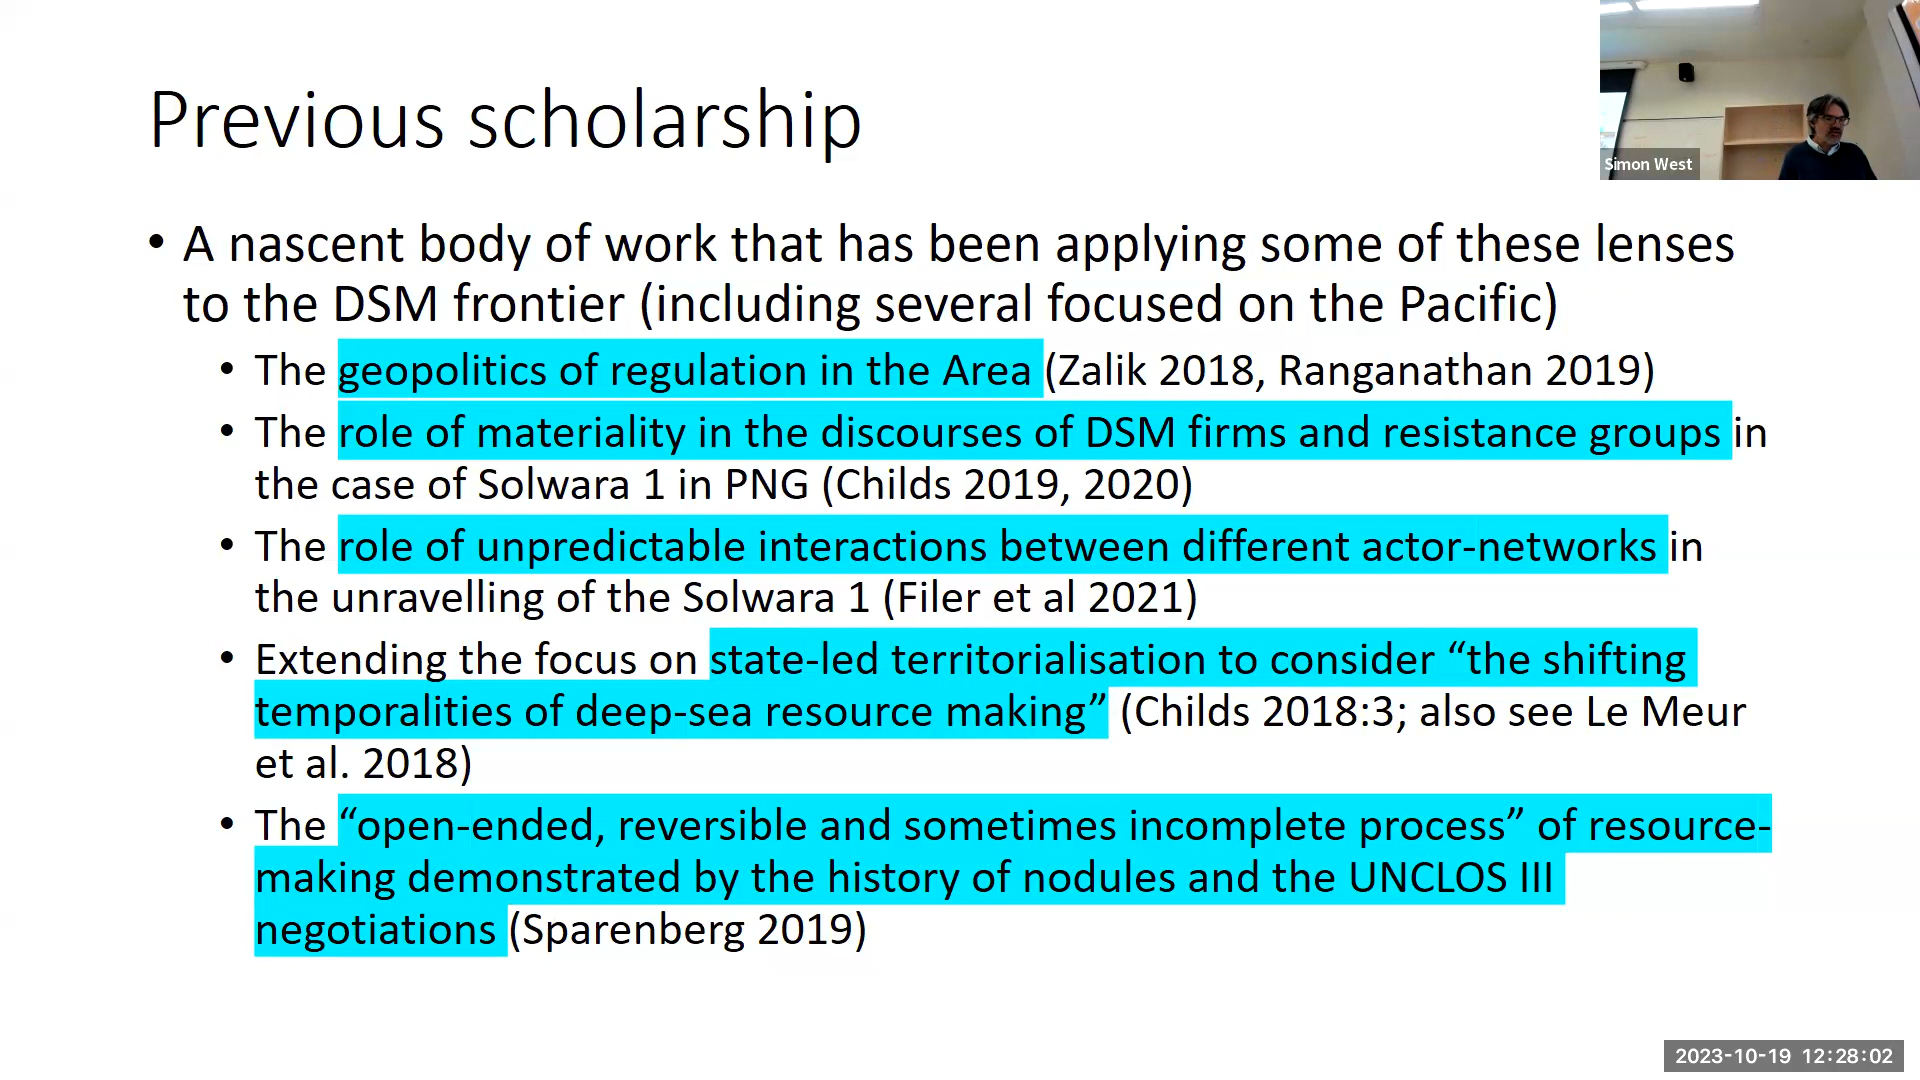 Previous scholarship
Simon West
• A nascent body of work that has been applying some of these lenses
to the DSM frontier (including several focused on the Pacific)
• The geopolitics of regulation in the Area (Zalik 2018, Ranganathan 2019)
• The role of materiality in the discourses of DSM firms and resistance groups in
the case of Solwara 1 in PNG (Childs 2019, 2020)
• The role of unpredictable interactions between different actor-networks in
the unravelling of the Solwara 1 (Filer et al 2021)
• Extending the focus on state-led territorialisation to consider “the shifting
temporalities of deep-sea resource making” (Childs 2018:3; also see Le Meur
et al. 2018)
• The “open-ended, reversible and sometimes incomplete process” of resource-
making demonstrated by the history of nodules and the UNCLOS III
negotiations (Sparenberg 2019)
2023-10-19 12:28:02